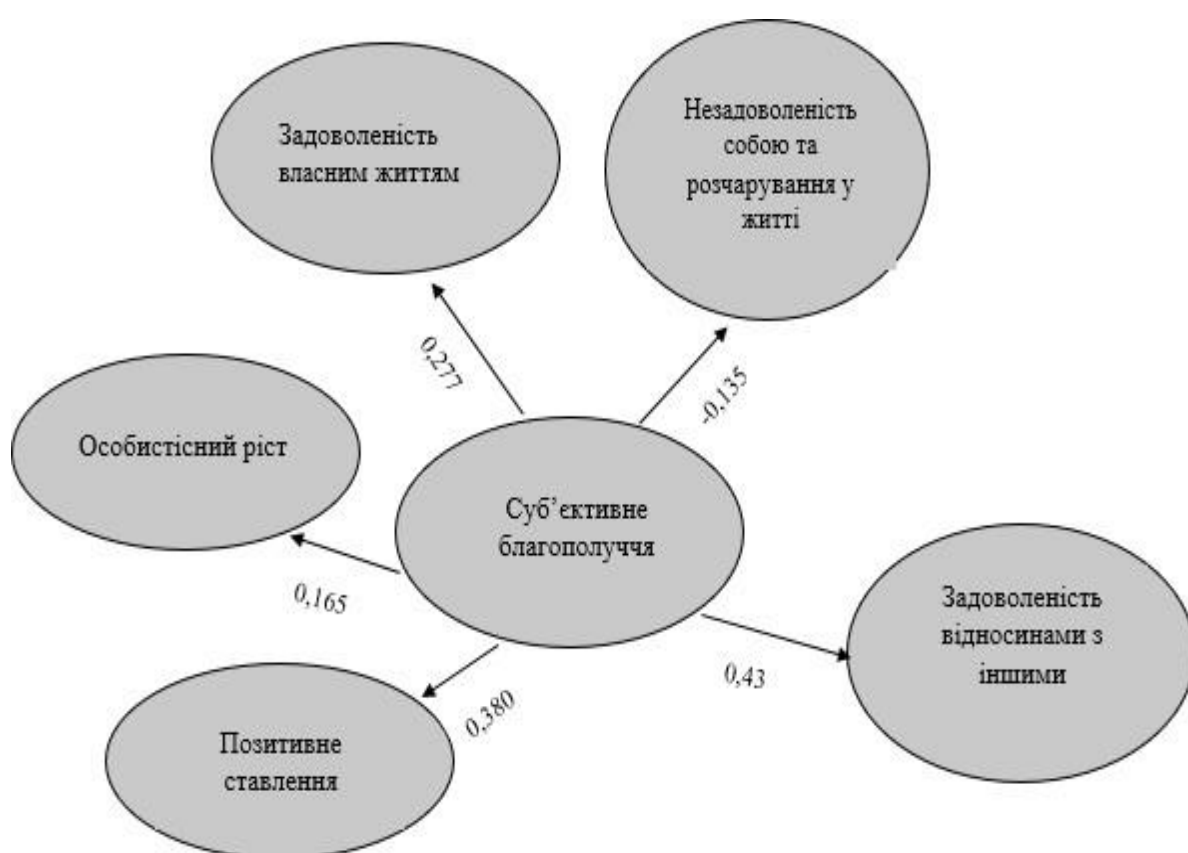 Задоволеність
власним життям
Незадоволеність
собою та
розчарування у
житті
0,277
-0,135
Особистісний ріст
Суб’єктивне
благополуччя
0,165
Задоволеність
відносинами з
іншими
0,43
0,380
Позитивне
ставлення